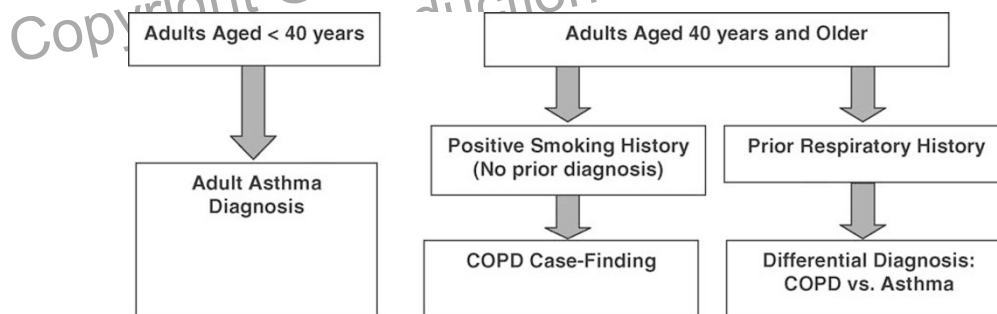 Adults Aged < 40 years
Adults Aged 40 years and Older
Positive Smoking History
(No prior diagnosis)
Prior Respiratory History
Adult Asthma
Diagnosis
COPD Case-Finding
Differential Diagnosis:
COPD vs. Asthma